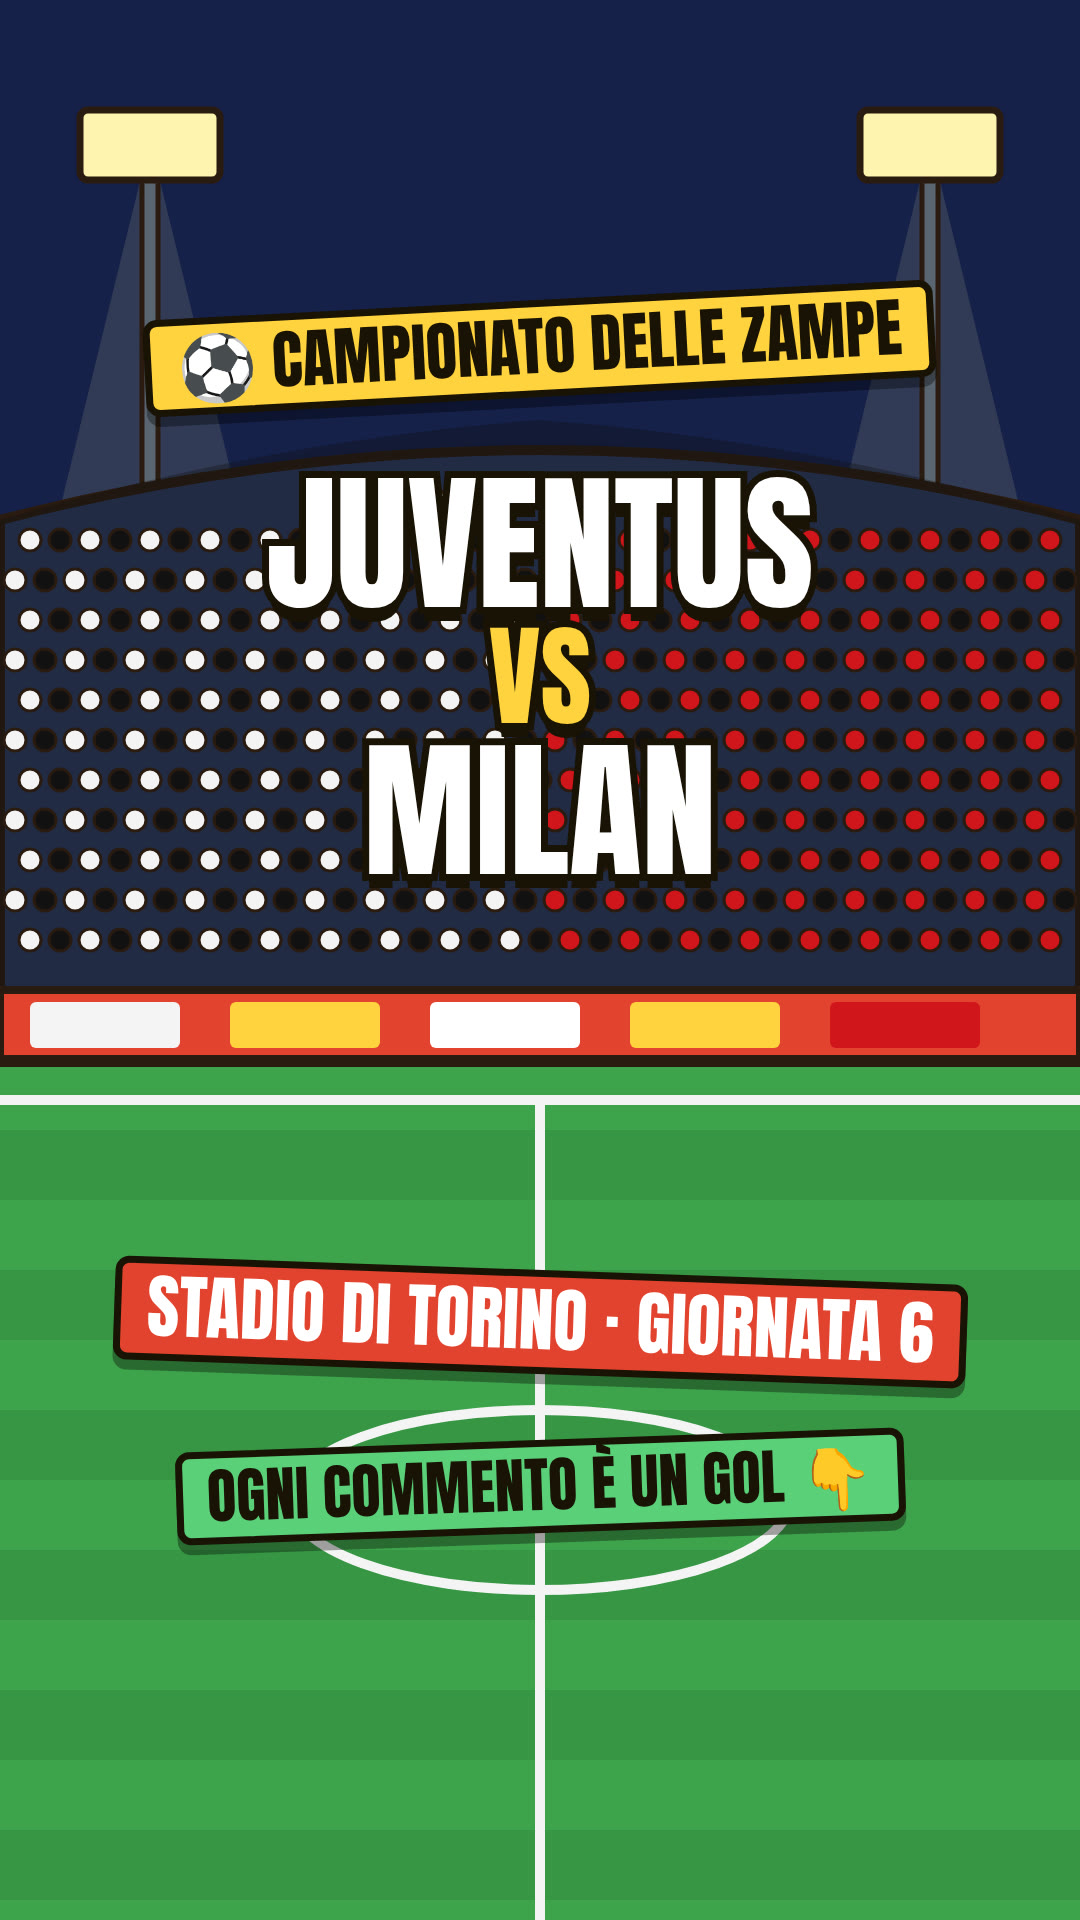 ⚽ CAMPIONATO DELLE ZAMPE
JUVENTUS
VS
MILAN
STADIO DI TORINO · GIORNATA 6
OGNI COMMENTO È UN GOL 👇